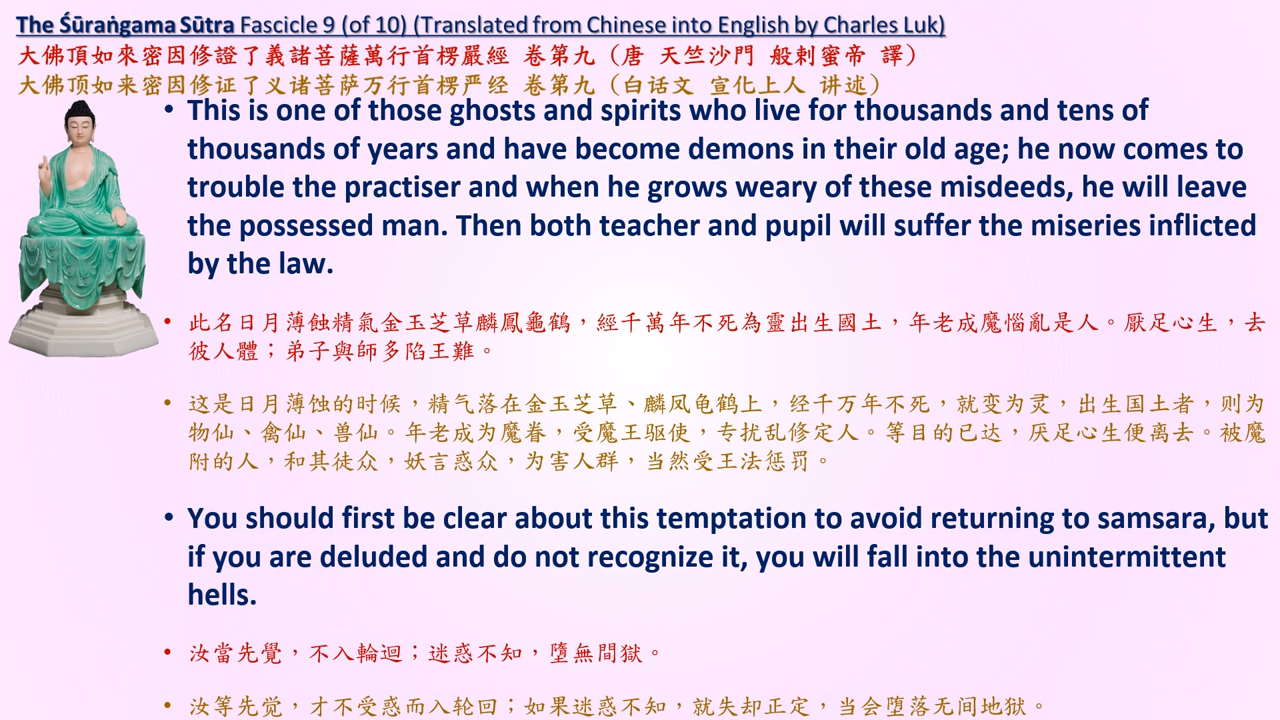 The Śūraṅgama Sūtra Fascicle 9 (of 10) (Translated from Chinese into English by Charles Luk)
大佛頂如來密因修證了義諸菩薩萬行首楞嚴經 卷第九 (唐 天竺沙門 般剌蜜帝 譯)
大佛顶如来密因修证了义诸菩萨万行首楞严经 卷第九 (白话文 宣化上人 讲述)
• This is one of those ghosts and spirits who live for thousands and tens of
thousands of years and have become demons in their old age; he now comes to
trouble the practiser and when he grows weary of these misdeeds, he will leave
the possessed man. Then both teacher and pupil will suffer the miseries inflicted
by the law.
• 此名日月薄蝕精氣金玉芝草麟鳳龜鶴，經千萬年不死為靈出生國土，年老成魔惱亂是人。厭足心生，去
彼人體；弟子與師多陷王難。
• 这是日月薄蚀的时候，精气落在金玉芝草、麟凤龟鹤上，经千万年不死，就变为灵，出生国土者，则为
物仙、禽仙、兽仙。年老成为魔眷，受魔王驱使，专扰乱修定人。等目的已达，厌足心生便离去。被魔
附的人，和其徒众，妖言惑众，为害人群，当然受王法惩罚。
• You should first be clear about this temptation to avoid returning to samsara, but
if you are deluded and do not recognize it, you will fall into the unintermittent
hells.
• 汝當先覺，不入輪迴；迷惑不知，墮無間獄。
• 汝等先觉，才不受惑而入轮回；如果迷惑不知，就失却正定，当会堕落无间地狱。